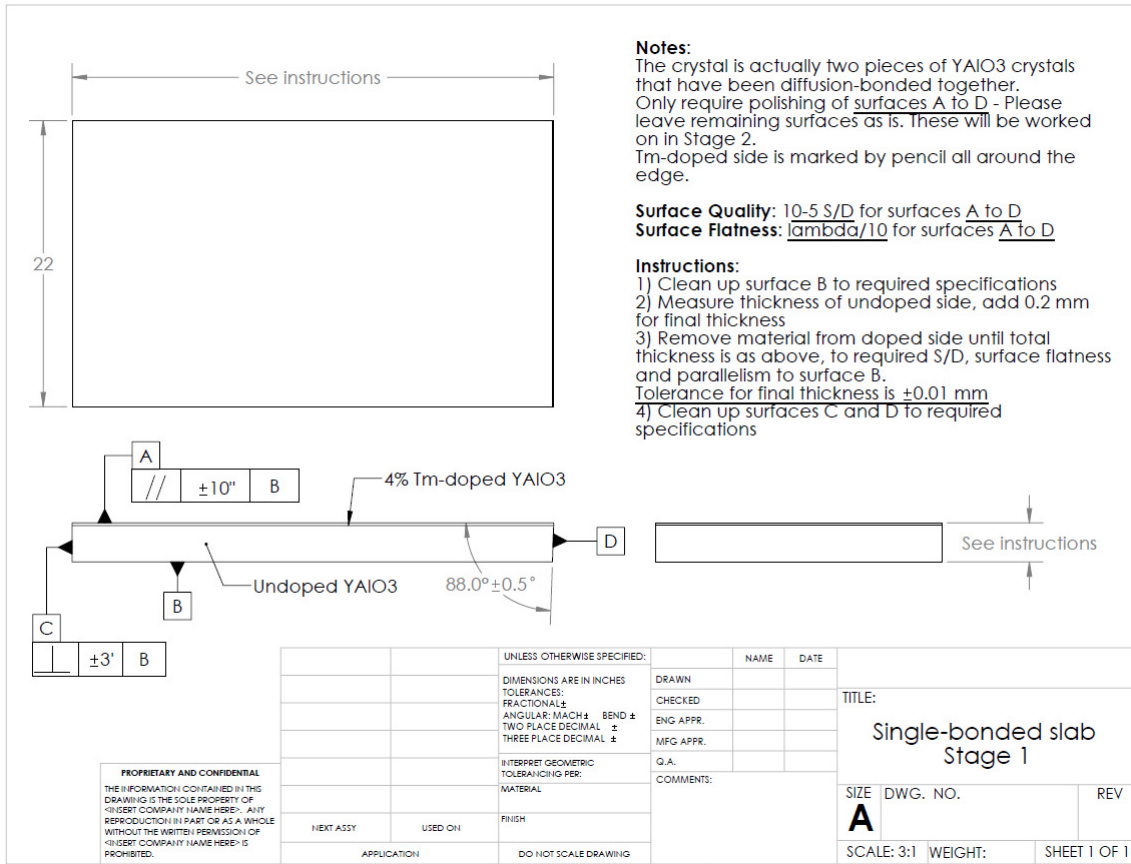 See instructions
22
Notes:
The crystal is actually two pieces of YAlO3 crystals
that have been diffusion-bonded together.
Only require polishing of surfaces A to D - Please
leave remaining surfaces as is. These will be worked
on in Stage 2.
Tm-doped side is marked by pencil all around the
edge.
Surface Quality: 10-5 S/D for surfaces A to D
Surface Flatness: lambda/10 for surfaces A to D
Instructions:
1) Clean up surface B to required specifications
2) Measure thickness of undoped side, add 0.2 mm
for final thickness
3) Remove material from doped side until total
thickness is as above, to required S/D, surface flatness
and parallelism to surface B.
Tolerance for final thickness is ±0.01 mm
4) Clean up surfaces C and D to required
specifications
A
// ±10" B
4% Tm-doped YAlO3
D
See instructions
Undoped YAlO3
88.0°±0.5°
B
C
⊥ ±3' B
UNLESS OTHERWISE SPECIFIED:
DIMENSIONS ARE IN INCHES
TOLERANCES:
FRACTIONAL±
ANGULAR: MACH± BEND ±
TWO PLACE DECIMAL ±
THREE PLACE DECIMAL ±
INTERPRET GEOMETRIC
TOLERANCING PER:
MATERIAL
FINISH
DO NOT SCALE DRAWING
NAME DATE
DRAWN
CHECKED
ENG APPR.
MFG APPR.
Q.A.
COMMENTS:
TITLE:
Single-bonded slab
Stage 1
SIZE DWG. NO. REV
A
SCALE: 3:1 WEIGHT: SHEET 1 OF 1
PROPRIETARY AND CONFIDENTIAL
THE INFORMATION CONTAINED IN THIS
DRAWING IS THE SOLE PROPERTY OF
<INSERT COMPANY NAME HERE>. ANY
REPRODUCTION IN PART OR AS A WHOLE
WITHOUT THE WRITTEN PERMISSION OF
<INSERT COMPANY NAME HERE> IS
PROHIBITED.
NEXT ASSY USED ON
APPLICATION